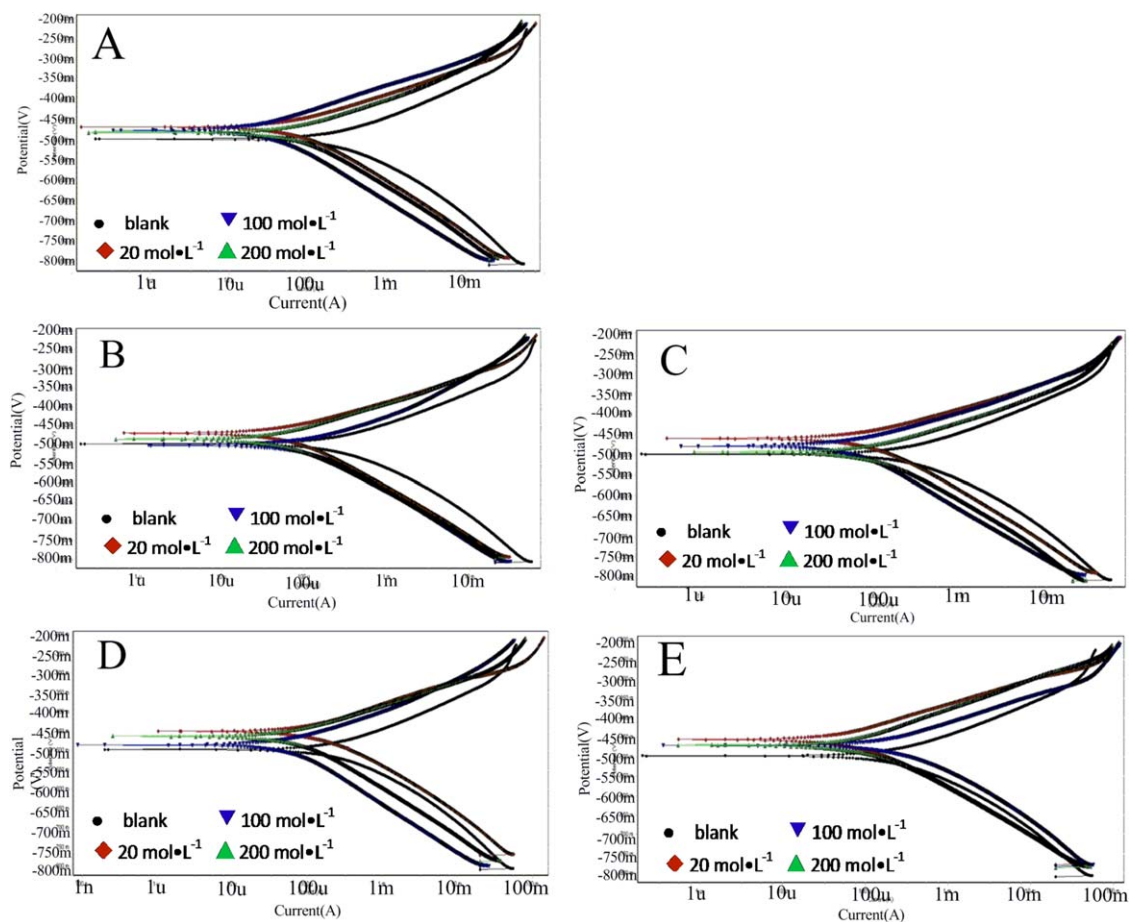 A
-200m
-250m
-300m
-350m
-400m
-450m
-500m
-550m
-600m
-650m
-700m
-750m
-800m
Potential(V)
blank 100 mol•L⁻¹
20 mol•L⁻¹ 200 mol•L⁻¹
1u 10u 100u 1m 10m
Current(A)
B
-200m
-250m
-300m
-350m
-400m
-450m
-500m
-550m
-600m
-650m
-700m
-750m
-800m
Potential(V)
blank 100 mol•L⁻¹
20 mol•L⁻¹ 200 mol•L⁻¹
1u 10u 100u 1m 10m
Current(A)
C
-200m
-250m
-300m
-350m
-400m
-450m
-500m
-550m
-600m
-650m
-700m
-750m
-800m
Potential(V)
blank 100 mol•L⁻¹
20 mol•L⁻¹ 200 mol•L⁻¹
1u 10u 100u 1m 10m
Current(A)
D
-200m
-250m
-300m
-350m
-400m
-450m
-500m
-550m
-600m
-650m
-700m
-750m
-800m
Potential
(V)
blank 100 mol•L⁻¹
20 mol•L⁻¹ 200 mol•L⁻¹
1u 10u 100u 1m 10m 100m
Current(A)
E
-200m
-250m
-300m
-350m
-400m
-450m
-500m
-550m
-600m
-650m
-700m
-750m
-800m
Potential(V)
blank 100 mol•L⁻¹
20 mol•L⁻¹ 200 mol•L⁻¹
1u 10u 100u 1m 10m 100m
Current(A)